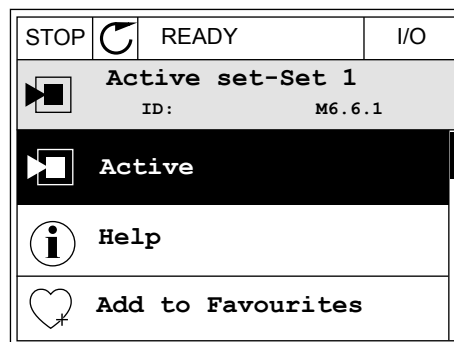 STOP READY I/O
Active set-Set 1
ID: M6.6.1
Active
Help
Add to Favourites